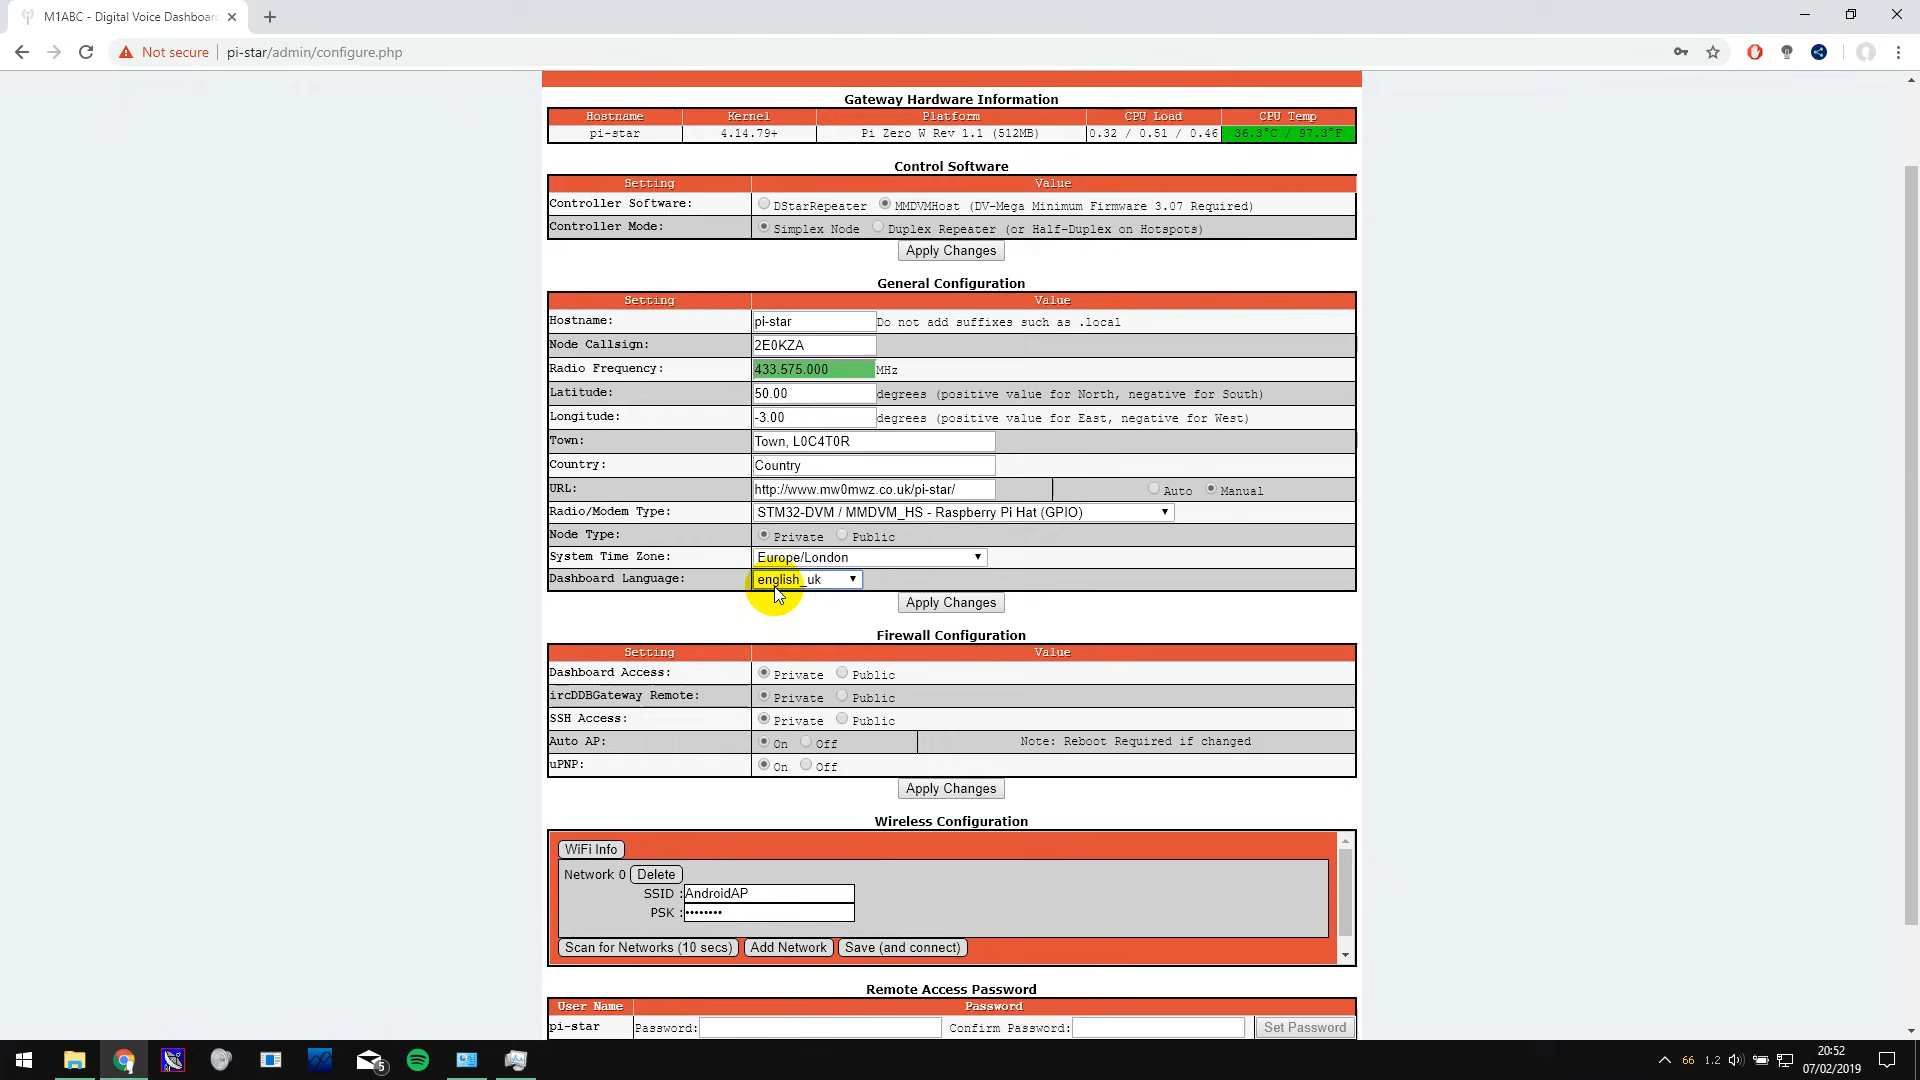 M1ABC - Digital Voice Dashboar
Not secure pi-star/admin/configure.php
Gateway Hardware Information
Hostname Kernel Platform CPU Load CPU Temp
pi-star 4.14.79+ Pi Zero W Rev 1.1 (512MB) 0.32 / 0.51 / 0.46 36.3°C / 97.3°F
Control Software
Setting Value
Controller Software: DStarRepeater MMDVMHost (DV-Mega Minimum Firmware 3.07 Required)
Controller Mode: Simplex Node Duplex Repeater (or Half-Duplex on Hotspots)
Apply Changes
General Configuration
Setting Value
Hostname: pi-star Do not add suffixes such as .local
Node Callsign: 2E0KZA
Radio Frequency: 433.575.000 MHz
Latitude: 50.00 degrees (positive value for North, negative for South)
Longitude: -3.00 degrees (positive value for East, negative for West)
Town: Town, L0C4T0R
Country: Country
URL: http://www.mw0mwz.co.uk/pi-star/ Auto Manual
Radio/Modem Type: STM32-DVM / MMDVM_HS - Raspberry Pi Hat (GPIO)
Node Type: Private Public
System Time Zone: Europe/London
Dashboard Language: english_uk
Apply Changes
Firewall Configuration
Setting Value
Dashboard Access: Private Public
ircDDBGateway Remote: Private Public
SSH Access: Private Public
Auto AP: On Off Note: Reboot Required if changed
uPNP: On Off
Apply Changes
Wireless Configuration
WiFi Info
Network 0 Delete
SSID : AndroidAP
PSK : ••••••••
Scan for Networks (10 secs) Add Network Save (and connect)
Remote Access Password
User Name Password
pi-star Password: Confirm Password: Set Password
5 66 1.2 20:52
07/02/2019